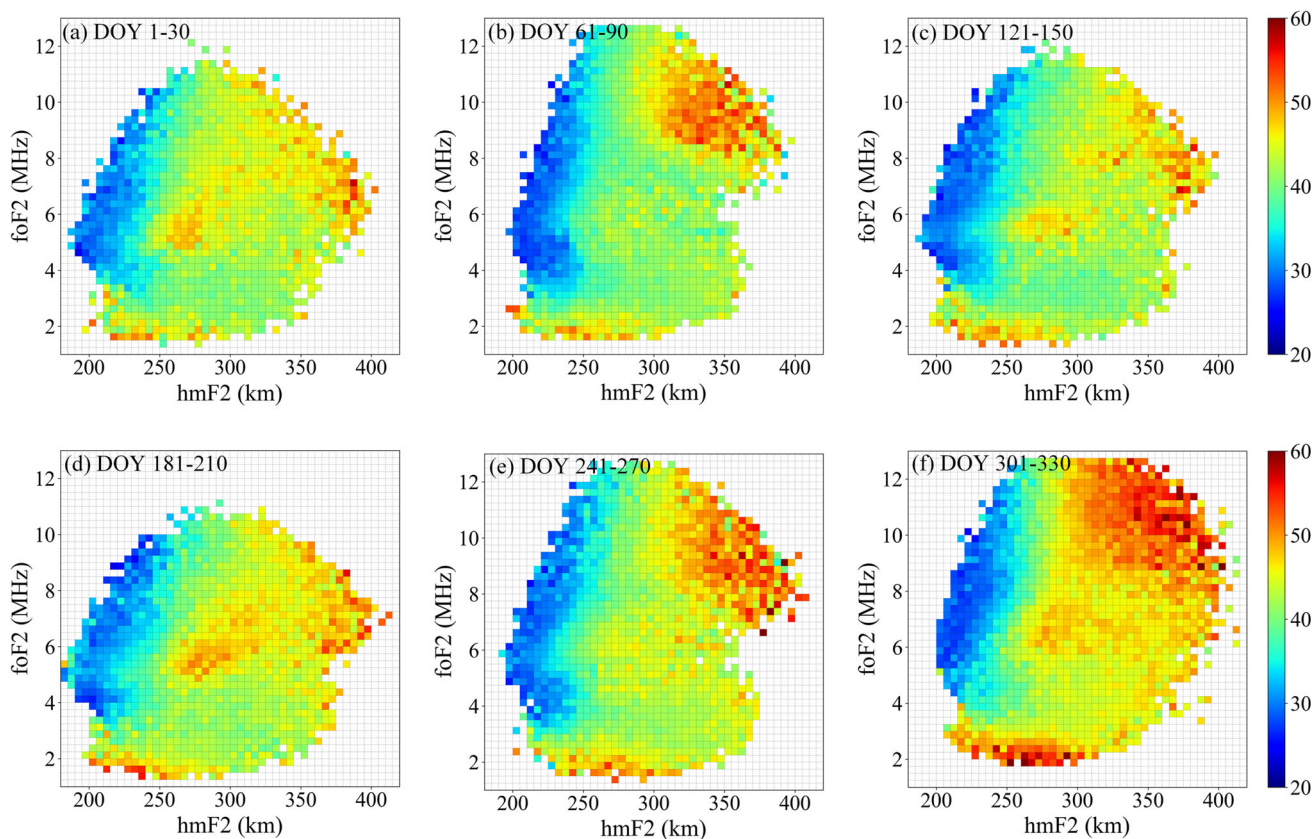 (a) DOY 1-30
12
10
8
6
4
2
foF2 (MHz)
200 250 300 350 400
hmF2 (km)
(b) DOY 61-90
12
10
8
6
4
2
foF2 (MHz)
200 250 300 350 400
hmF2 (km)
(c) DOY 121-150
12
10
8
6
4
2
foF2 (MHz)
200 250 300 350 400
hmF2 (km)
60
50
40
30
20
(d) DOY 181-210
12
10
8
6
4
2
foF2 (MHz)
200 250 300 350 400
hmF2 (km)
(e) DOY 241-270
12
10
8
6
4
2
foF2 (MHz)
200 250 300 350 400
hmF2 (km)
(f) DOY 301-330
12
10
8
6
4
2
foF2 (MHz)
200 250 300 350 400
hmF2 (km)
60
50
40
30
20